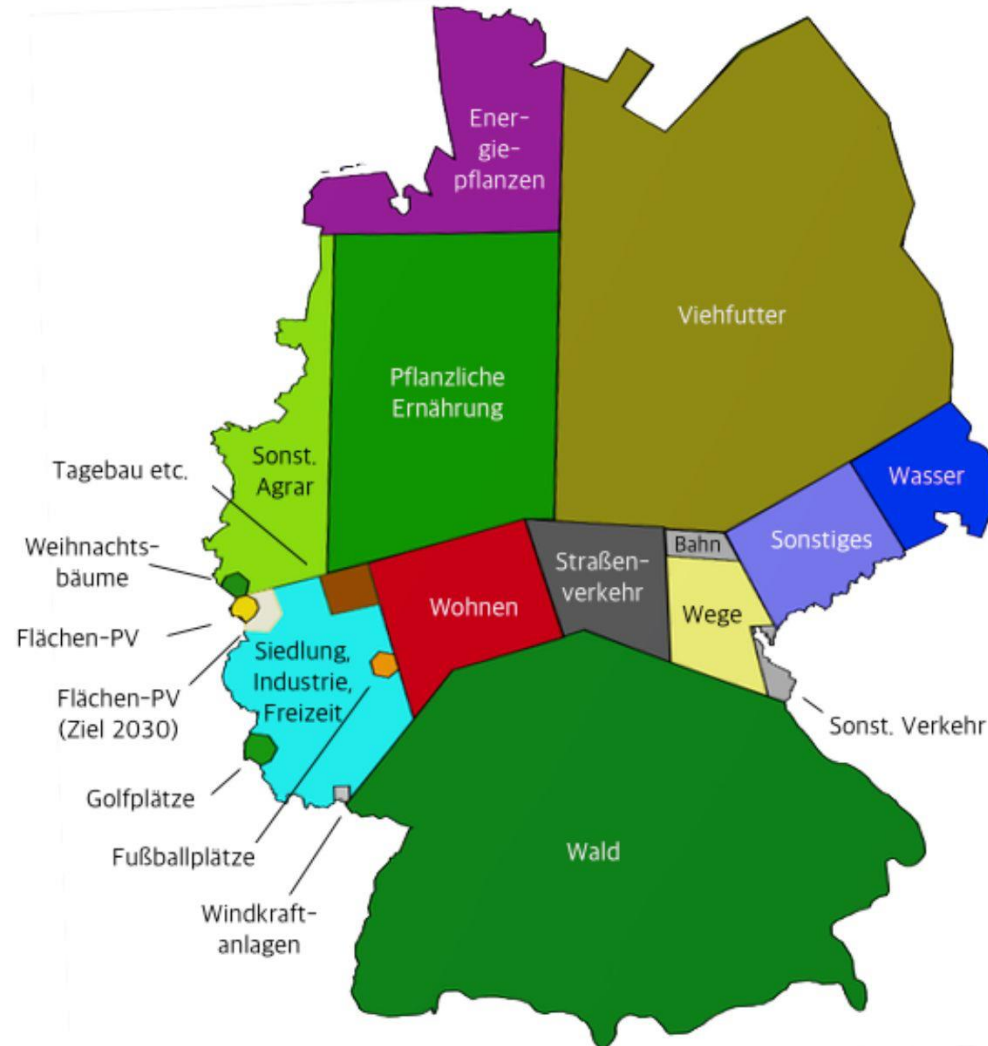 Ener-
gie-
pflanzen
Viehfutter
Pflanzliche
Ernährung
Sonst.
Agrar
Tagebau etc.
Wasser
Sonstiges
Bahn
Straßen-
verkehr
Weihnachts-
bäume
Wohnen
Wege
Flächen-PV
Siedlung,
Industrie,
Freizeit
Flächen-PV
(Ziel 2030)
Sonst. Verkehr
Golfplätze
Fußballplätze
Wald
Windkraft-
anlagen